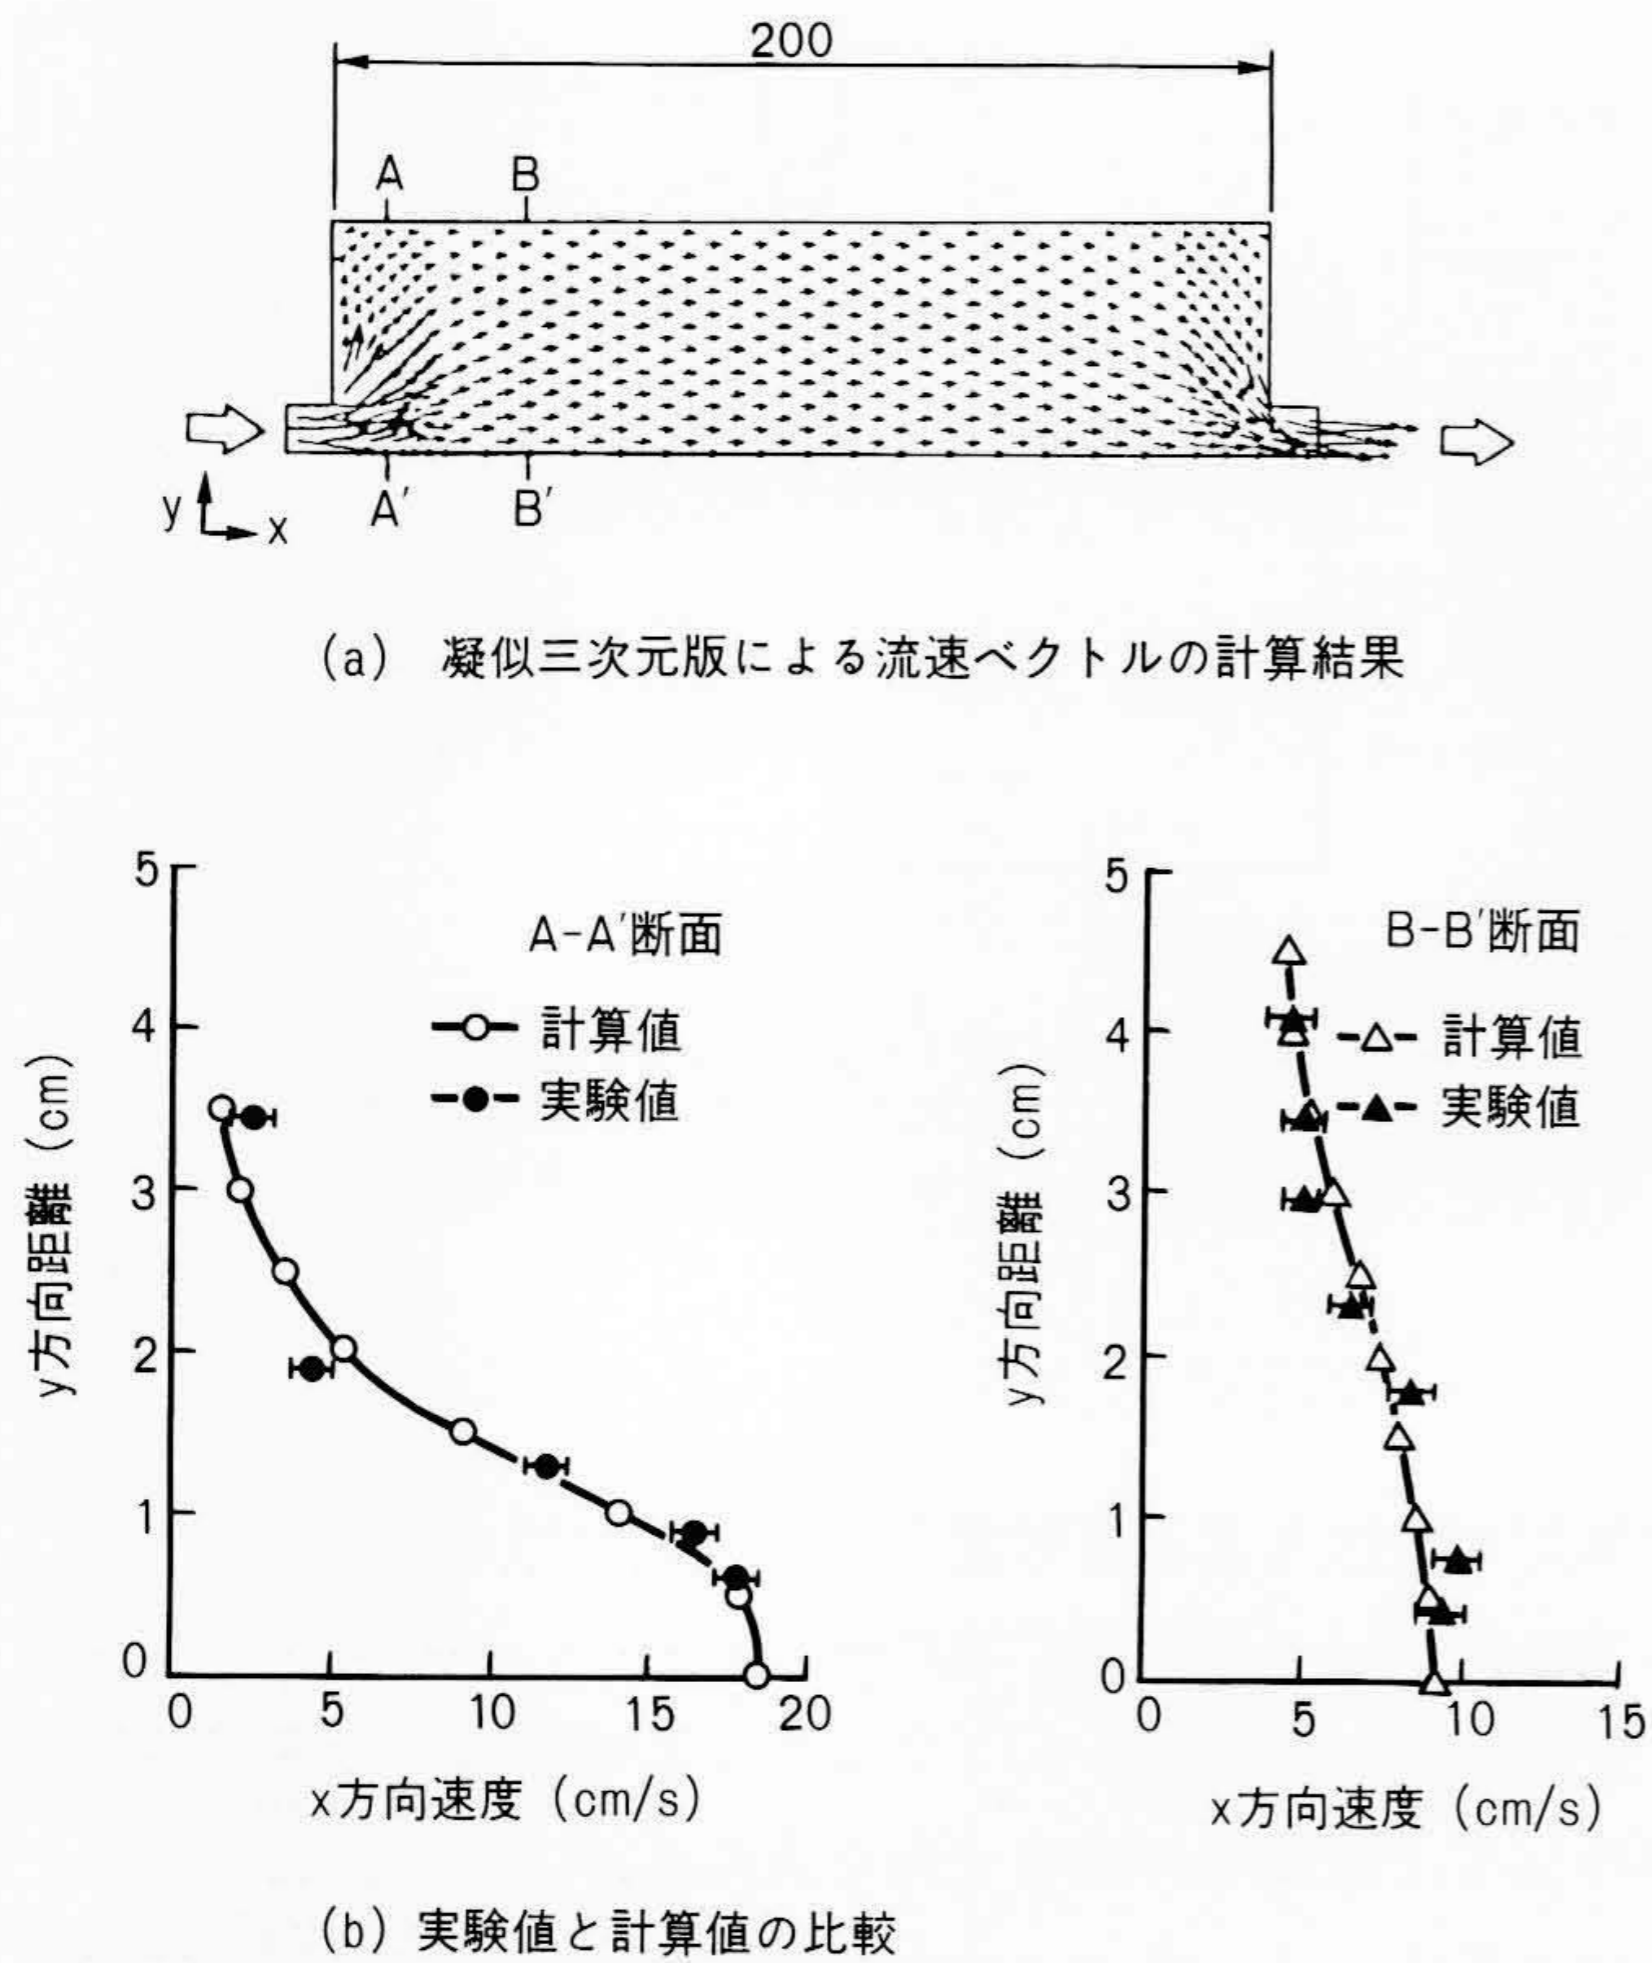 200
A B
A′ B′
y
x
(a) 凝似三次元版による流速ベクトルの計算結果
5
4
3
2
1
0
0 5 10 15 20
y方向距離 (cm)
x方向速度 (cm/s)
A-A′断面
計算値
実験値
5
4
3
2
1
0
0 5 10 15
y方向距離 (cm)
x方向速度 (cm/s)
B-B′断面
計算値
実験値
(b) 実験値と計算値の比較